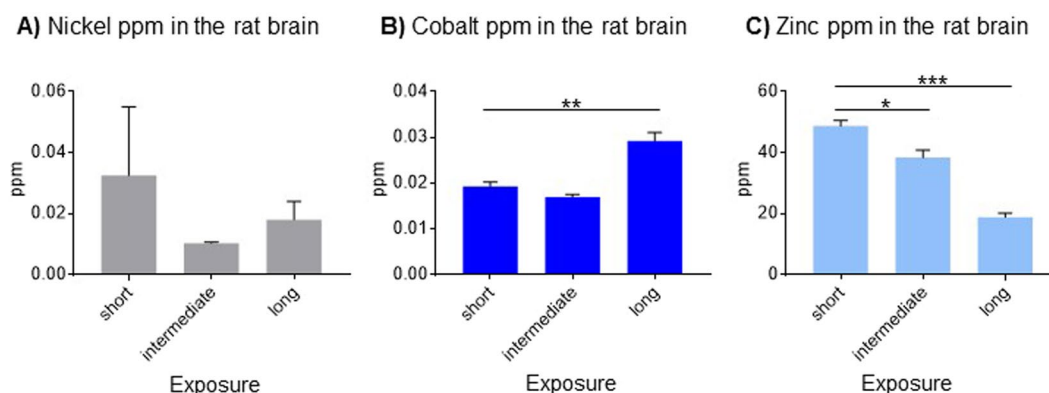 A) Nickel ppm in the rat brain
0.06
0.04
0.02
0.00
ppm
short
intermediate
long
Exposure
B) Cobalt ppm in the rat brain
0.04
0.03
0.02
0.01
0.00
ppm
**
short
intermediate
long
Exposure
C) Zinc ppm in the rat brain
60
40
20
0
ppm
***
*
short
intermediate
long
Exposure